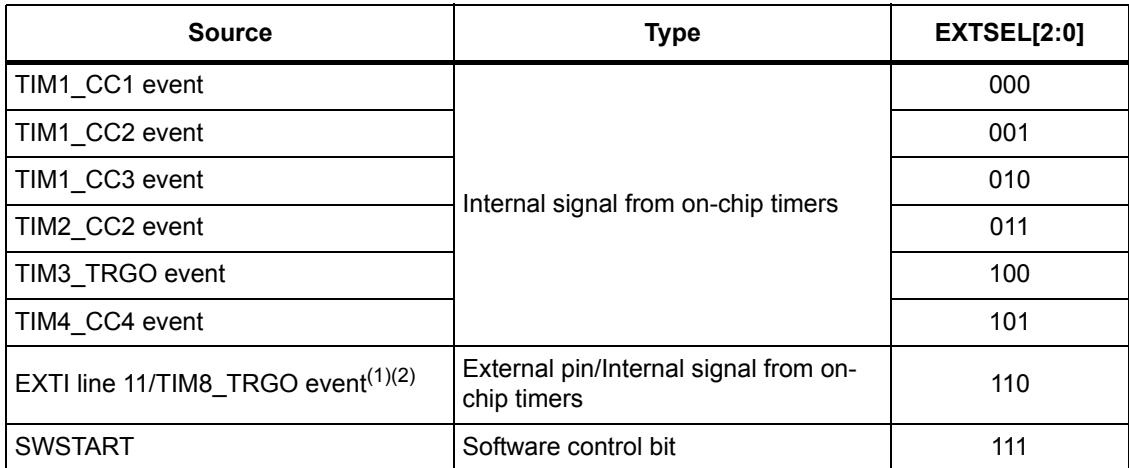 Source Type EXTSEL[2:0]
TIM1_CC1 event 000
TIM1_CC2 event 001
TIM1_CC3 event 010
Internal signal from on-chip timers
TIM2_CC2 event 011
TIM3_TRGO event 100
TIM4_CC4 event 101
EXTI line 11/TIM8_TRGO event(1)(2) External pin/Internal signal from on-
chip timers 110
SWSTART Software control bit 111